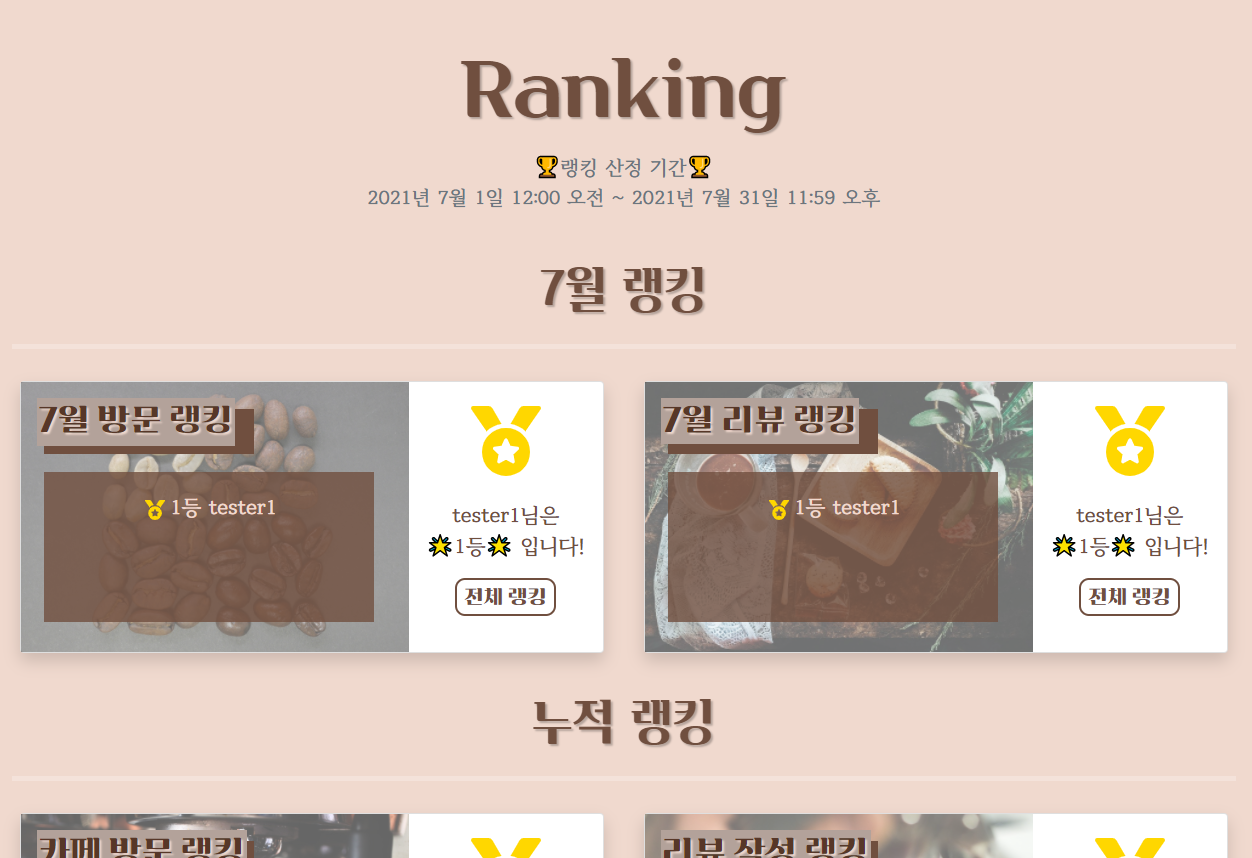 Ranking
🏆랭킹 산정 기간🏆
2021년 7월 1일 12:00 오전 ~ 2021년 7월 31일 11:59 오후
7월 랭킹
7월 방문 랭킹
1등 tester1
tester1님은
🌟1등🌟 입니다!
전체 랭킹
7월 리뷰 랭킹
1등 tester1
tester1님은
🌟1등🌟 입니다!
전체 랭킹
누적 랭킹
카페 방문 랭킹
리뷰 작성 랭킹